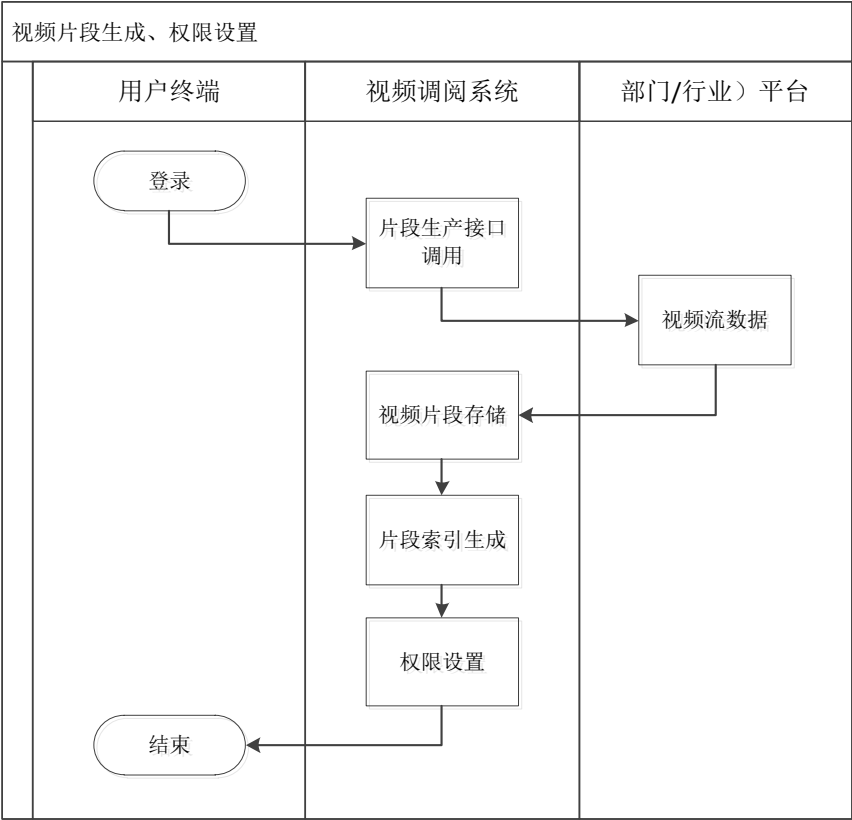 视频片段生成、权限设置
用户终端
视频调阅系统
部门/行业）平台
登录
片段生产接口
调用
视频流数据
视频片段存储
片段索引生成
权限设置
结束